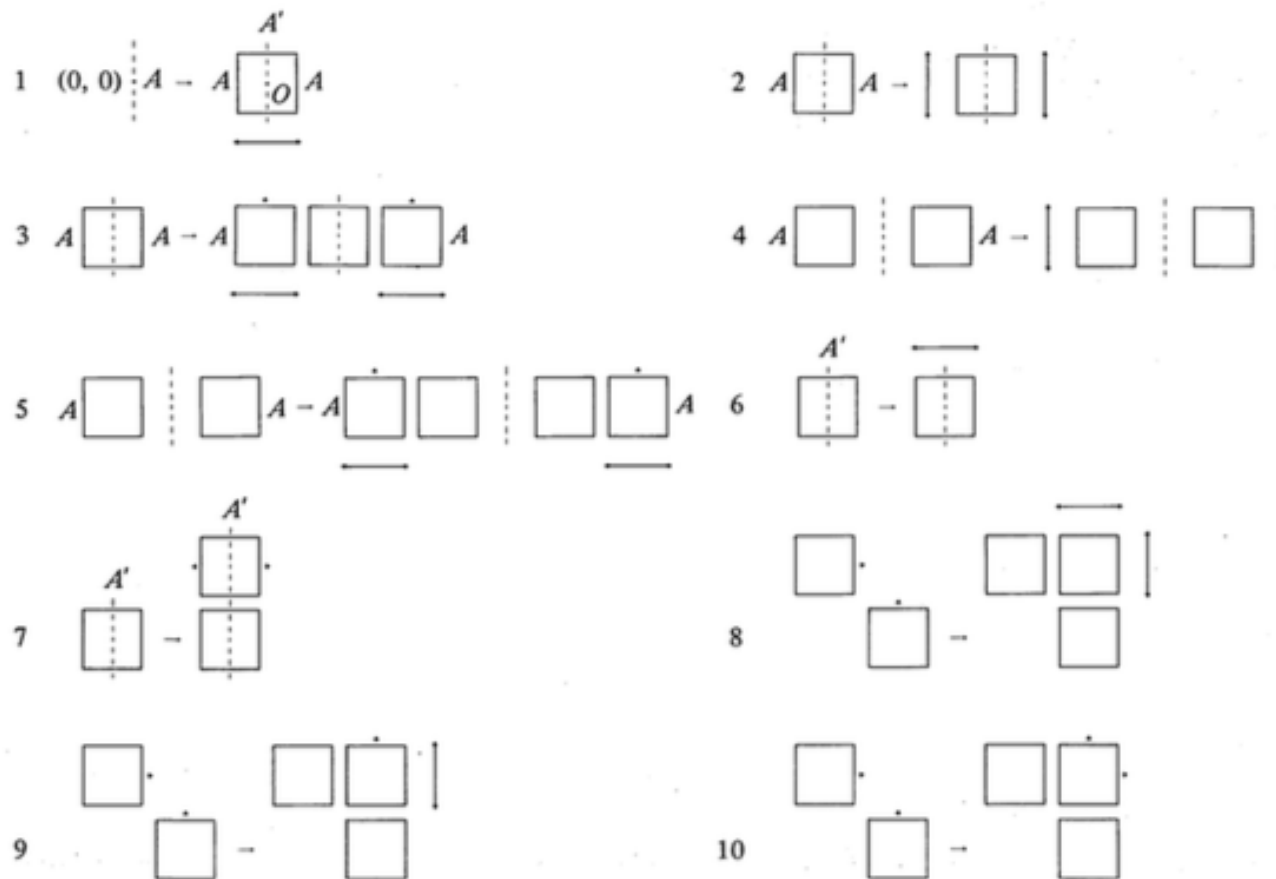 A'
1 (0, 0) A → A O A
2 A A →
3 A A → A A
4 A A →
5 A A → A A
A'
6 →
A'
A'
7 →
8 →
9 →
10 →